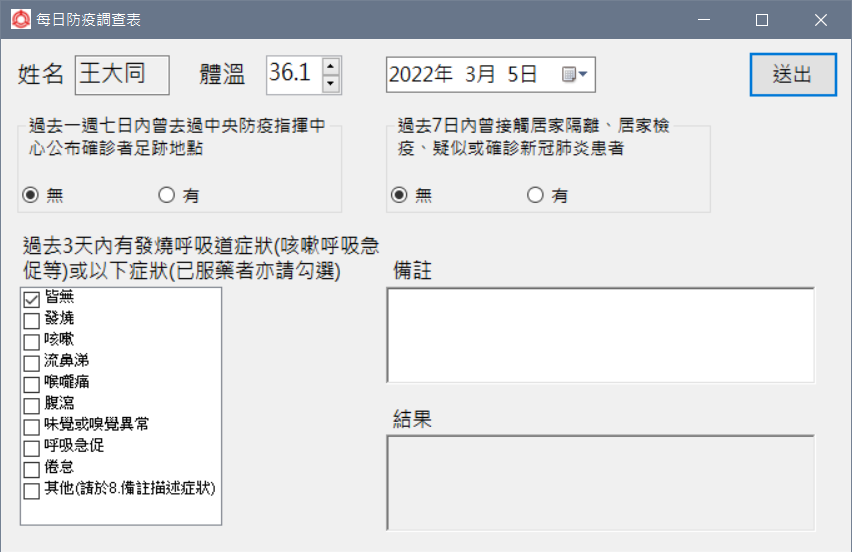 每日防疫調查表
姓名 王大同 體溫 36.1 2022年 3月 5日 送出
過去一週七日內曾去過中央防疫指揮中
心公布確診者足跡地點
無 有
過去7日內曾接觸居家隔離、居家檢
疫、疑似或確診新冠肺炎患者
無 有
過去3天內有發燒呼吸道症狀(咳嗽呼吸急
促等)或以下症狀(已服藥者亦請勾選)
皆無
發燒
咳嗽
流鼻涕
喉嚨痛
腹瀉
味覺或嗅覺異常
呼吸急促
倦怠
其他(請於8.備註描述症狀)
備註
結果